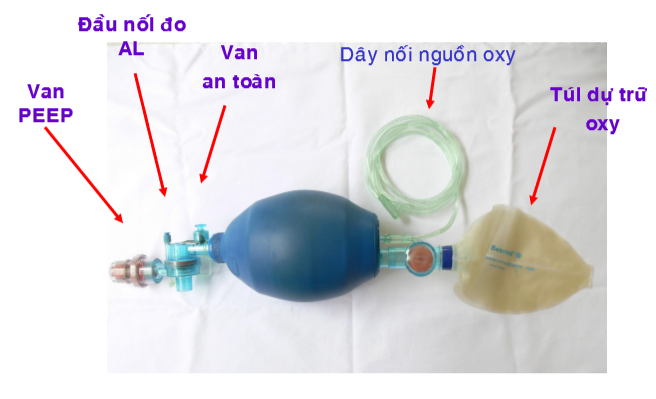 Đầu nối đo
AL
Van
an toàn
Dây nối nguồn oxy
Van
PEEP
Túi dự trữ
oxy